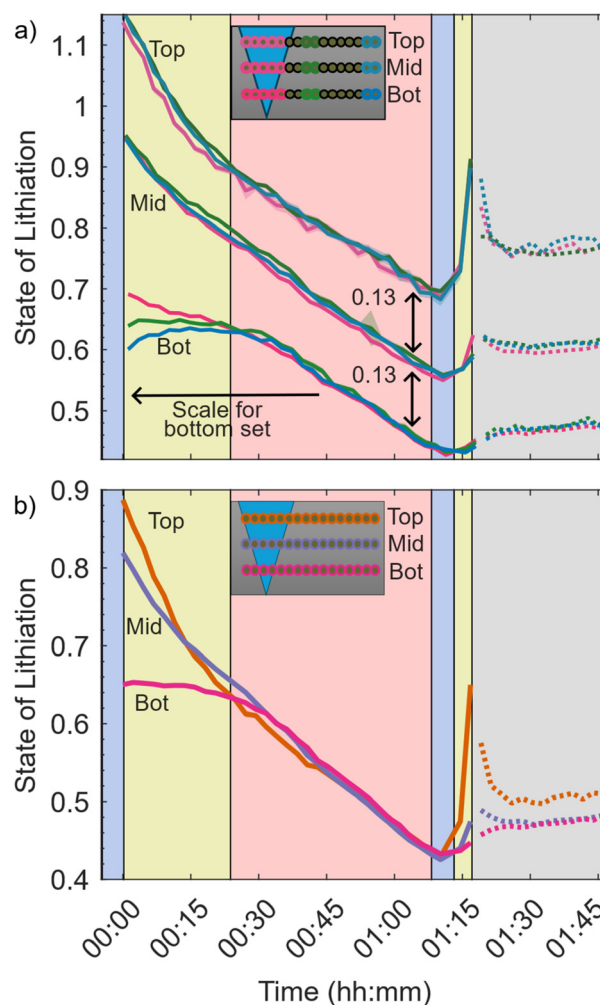 a)
1.1
1
0.9
0.8
0.7
0.6
0.5
State of Lithiation
Top
Mid
Bot
Top
Mid
Bot
0.13
0.13
Scale for
bottom set
b)
0.9
0.8
0.7
0.6
0.5
0.4
State of Lithiation
Top
Mid
Bot
Top
Mid
Bot
00:00
00:15
00:30
00:45
01:00
01:15
01:30
01:45
Time (hh:mm)